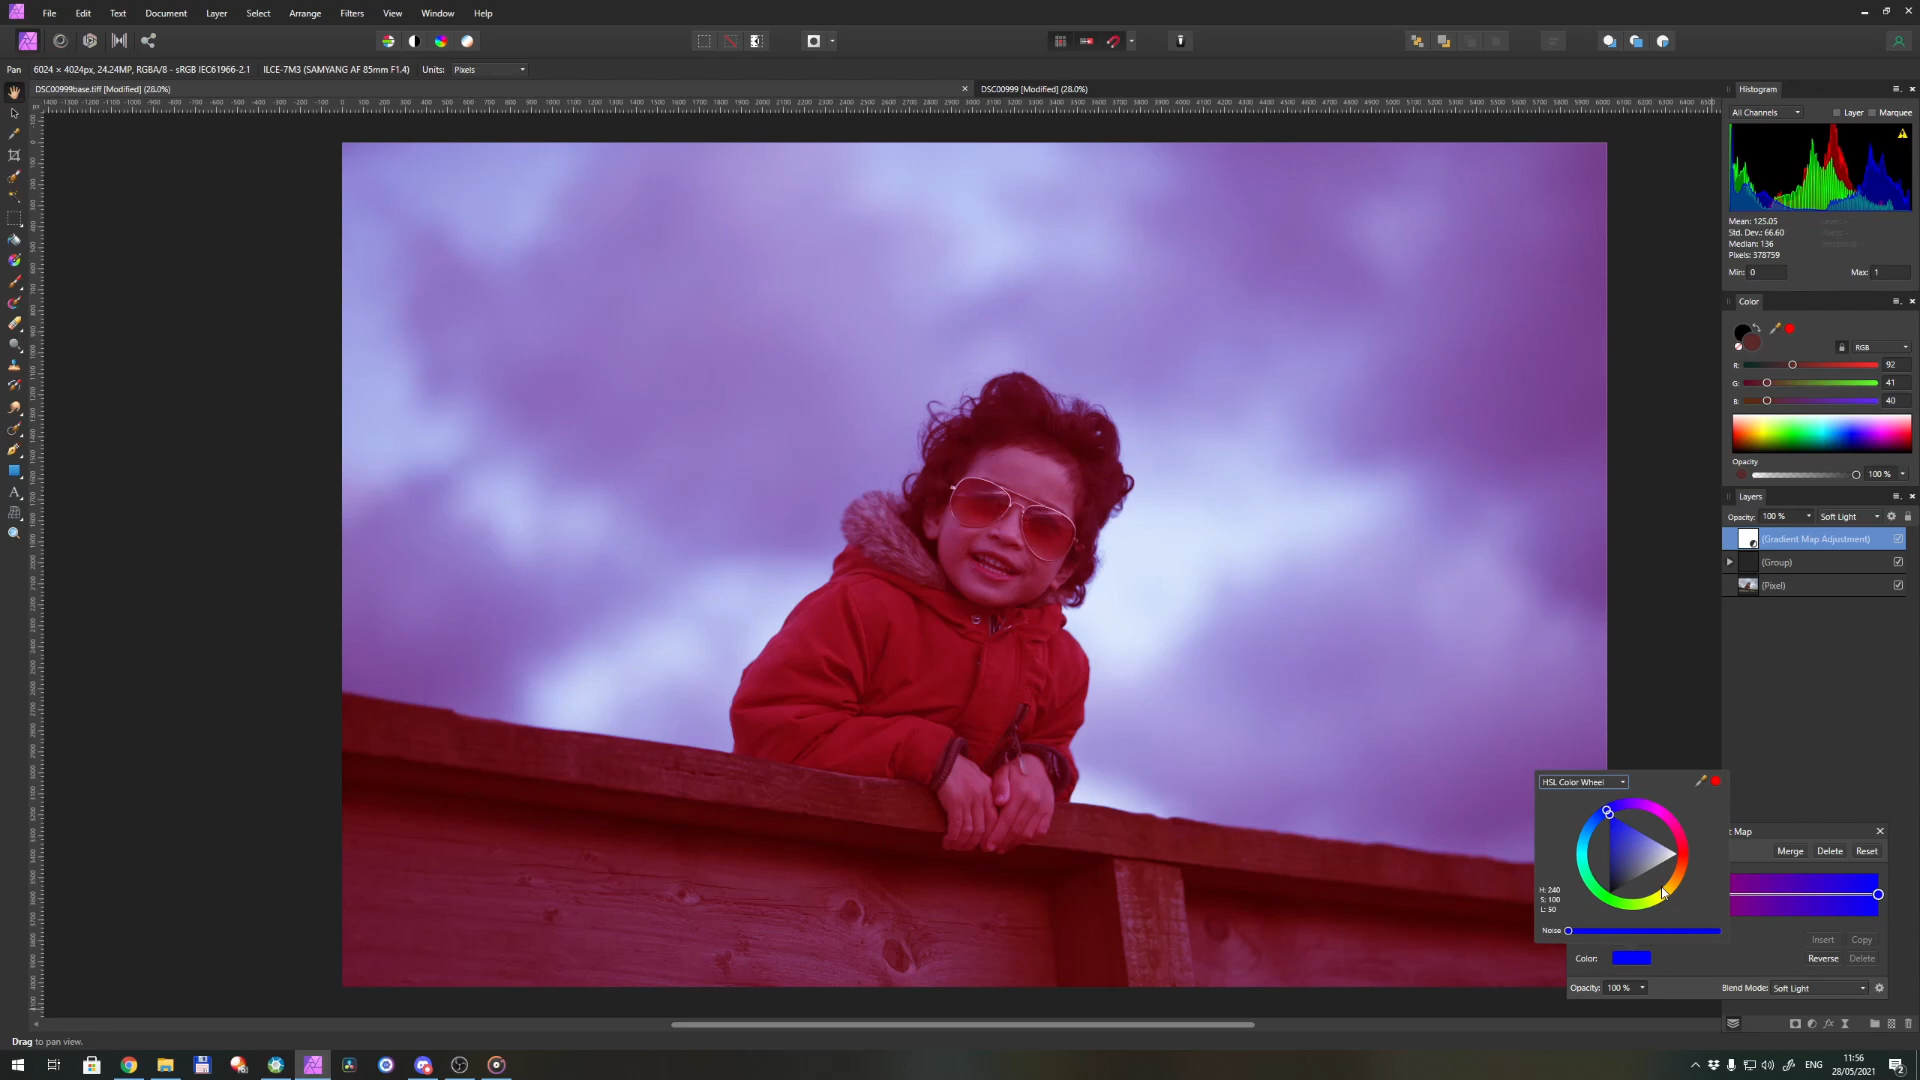 File Edit Text Document Layer Select Arrange Filters View Window Help
Pan 6024 × 4024px, 24.24MP, RGBA/8 - sRGB IEC61966-2.1 ILCE-7M3 (SAMYANG AF 85mm F1.4) Units: Pixels
DSC00999base.tiff [Modified] (28.0%) DSC00999 [Modified] (28.0%)
Histogram
All Channels Layer Marquee
Mean: 125.05
Std. Dev.: 66.60
Median: 136
Pixels: 378759
Min: 0 Max: 1
Color
RGB
R: 92
G: 41
B: 40
Opacity
100 %
Layers
Opacity: 100 % Soft Light
(Gradient Map Adjustment)
(Group)
(Pixel)
HSL Color Wheel
H: 240
S: 100
L: 50
Noise
t Map
Merge Delete Reset
Insert Copy
Color: Reverse Delete
Opacity: 100 % Blend Mode: Soft Light
Drag to pan view.
ENG
11:56
28/05/2021
2